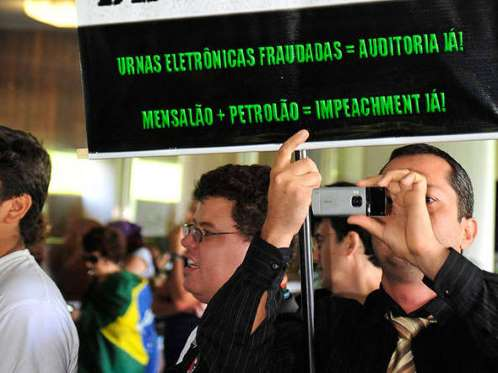 URNAS ELETRÔNICAS FRAUDADAS = AUDITORIA JÁ!
MENSALÃO + PETROLÃO = IMPEACHMENT JÁ!